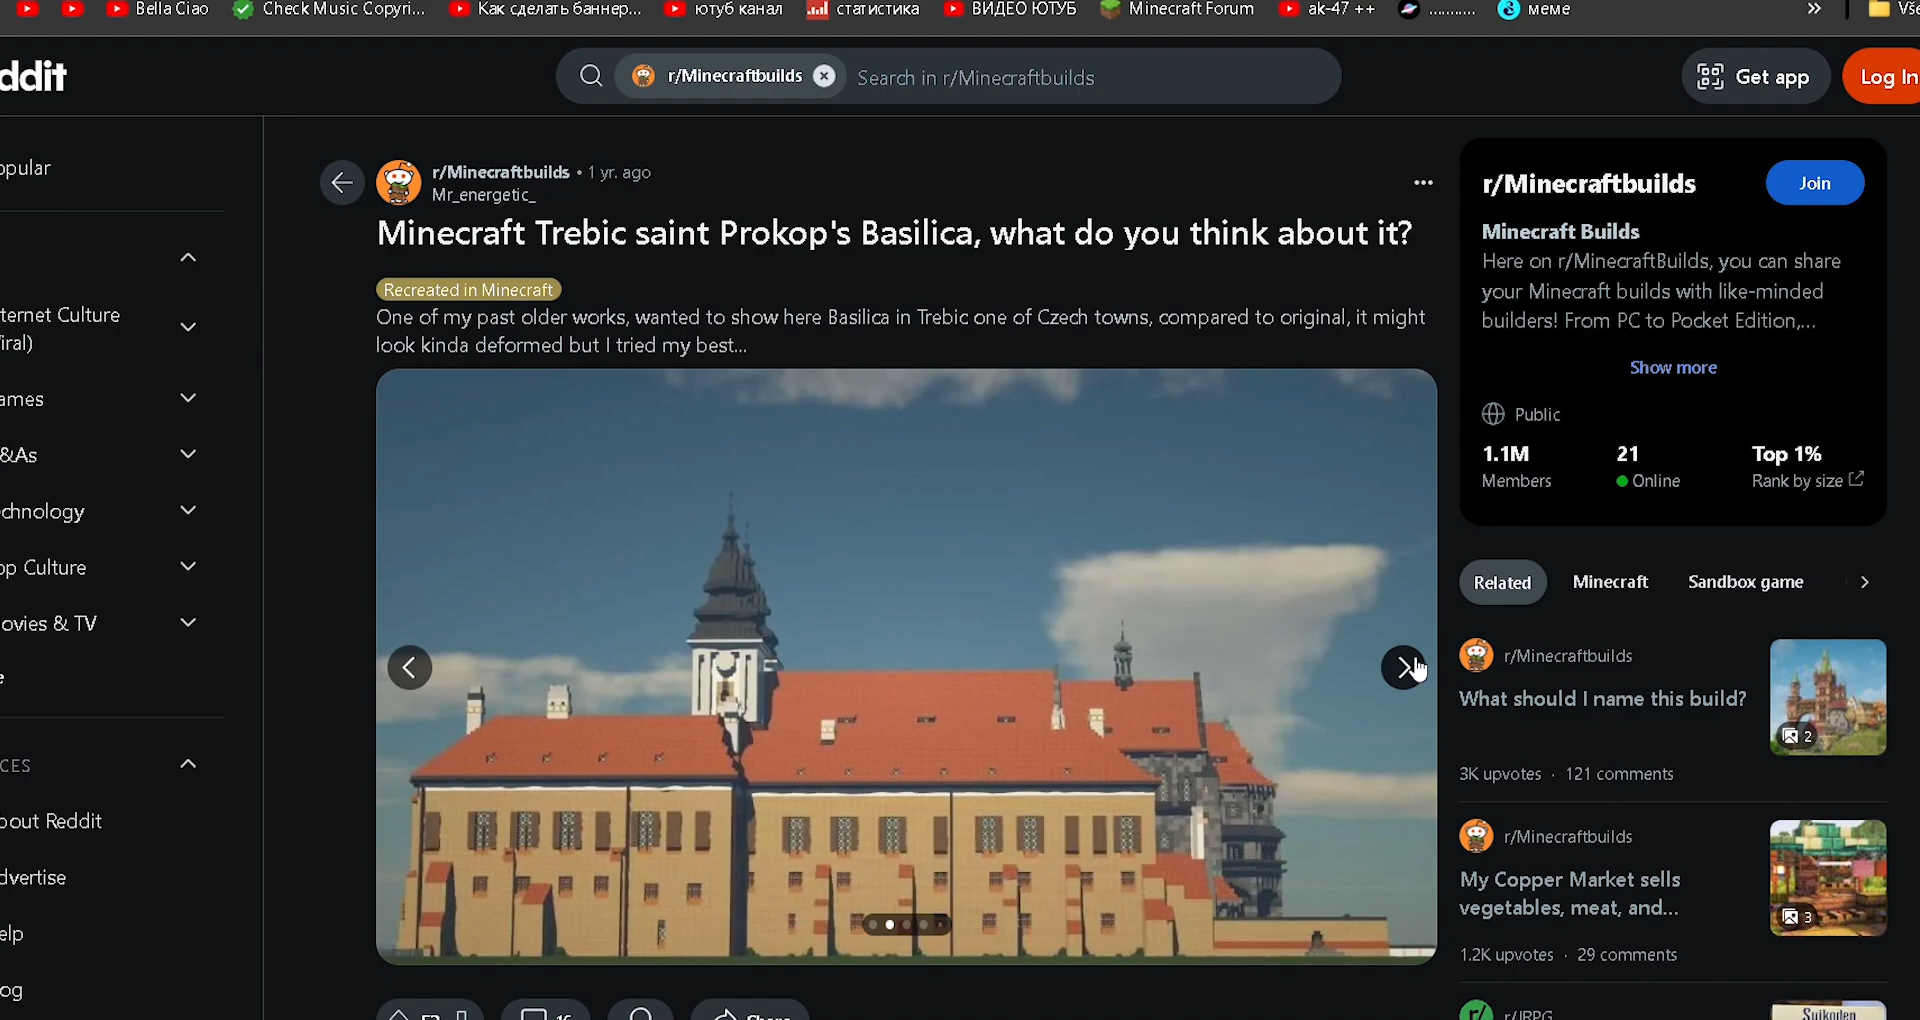 Bella Ciao
Check Music Copyri...
Как сделать баннер...
ютуб канал
статистика
ВИДЕО ЮТУБ
Minecraft Forum
ak-47 ++
...........
меме
»
ddit
r/Minecraftbuilds
Search in r/Minecraftbuilds
Get app
Log In
opular
ternet Culture
iral)
ames
&As
chnology
op Culture
ovies & TV
e
CES
bout Reddit
dvertise
elp
og
r/Minecraftbuilds • 1 yr. ago
Mr_energetic_
Minecraft Trebic saint Prokop's Basilica, what do you think about it?
Recreated in Minecraft
One of my past older works, wanted to show here Basilica in Trebic one of Czech towns, compared to original, it might
look kinda deformed but I tried my best...
r/Minecraftbuilds
Join
Minecraft Builds
Here on r/MinecraftBuilds, you can share
your Minecraft builds with like-minded
builders! From PC to Pocket Edition,...
Show more
Public
1.1M
21
Top 1%
Members
Online
Rank by size
Related
Minecraft
Sandbox game
r/Minecraftbuilds
What should I name this build?
2
3K upvotes · 121 comments
r/Minecraftbuilds
My Copper Market sells
vegetables, meat, and...
3
1.2K upvotes · 29 comments
r/JRPG
Suikoden
Share